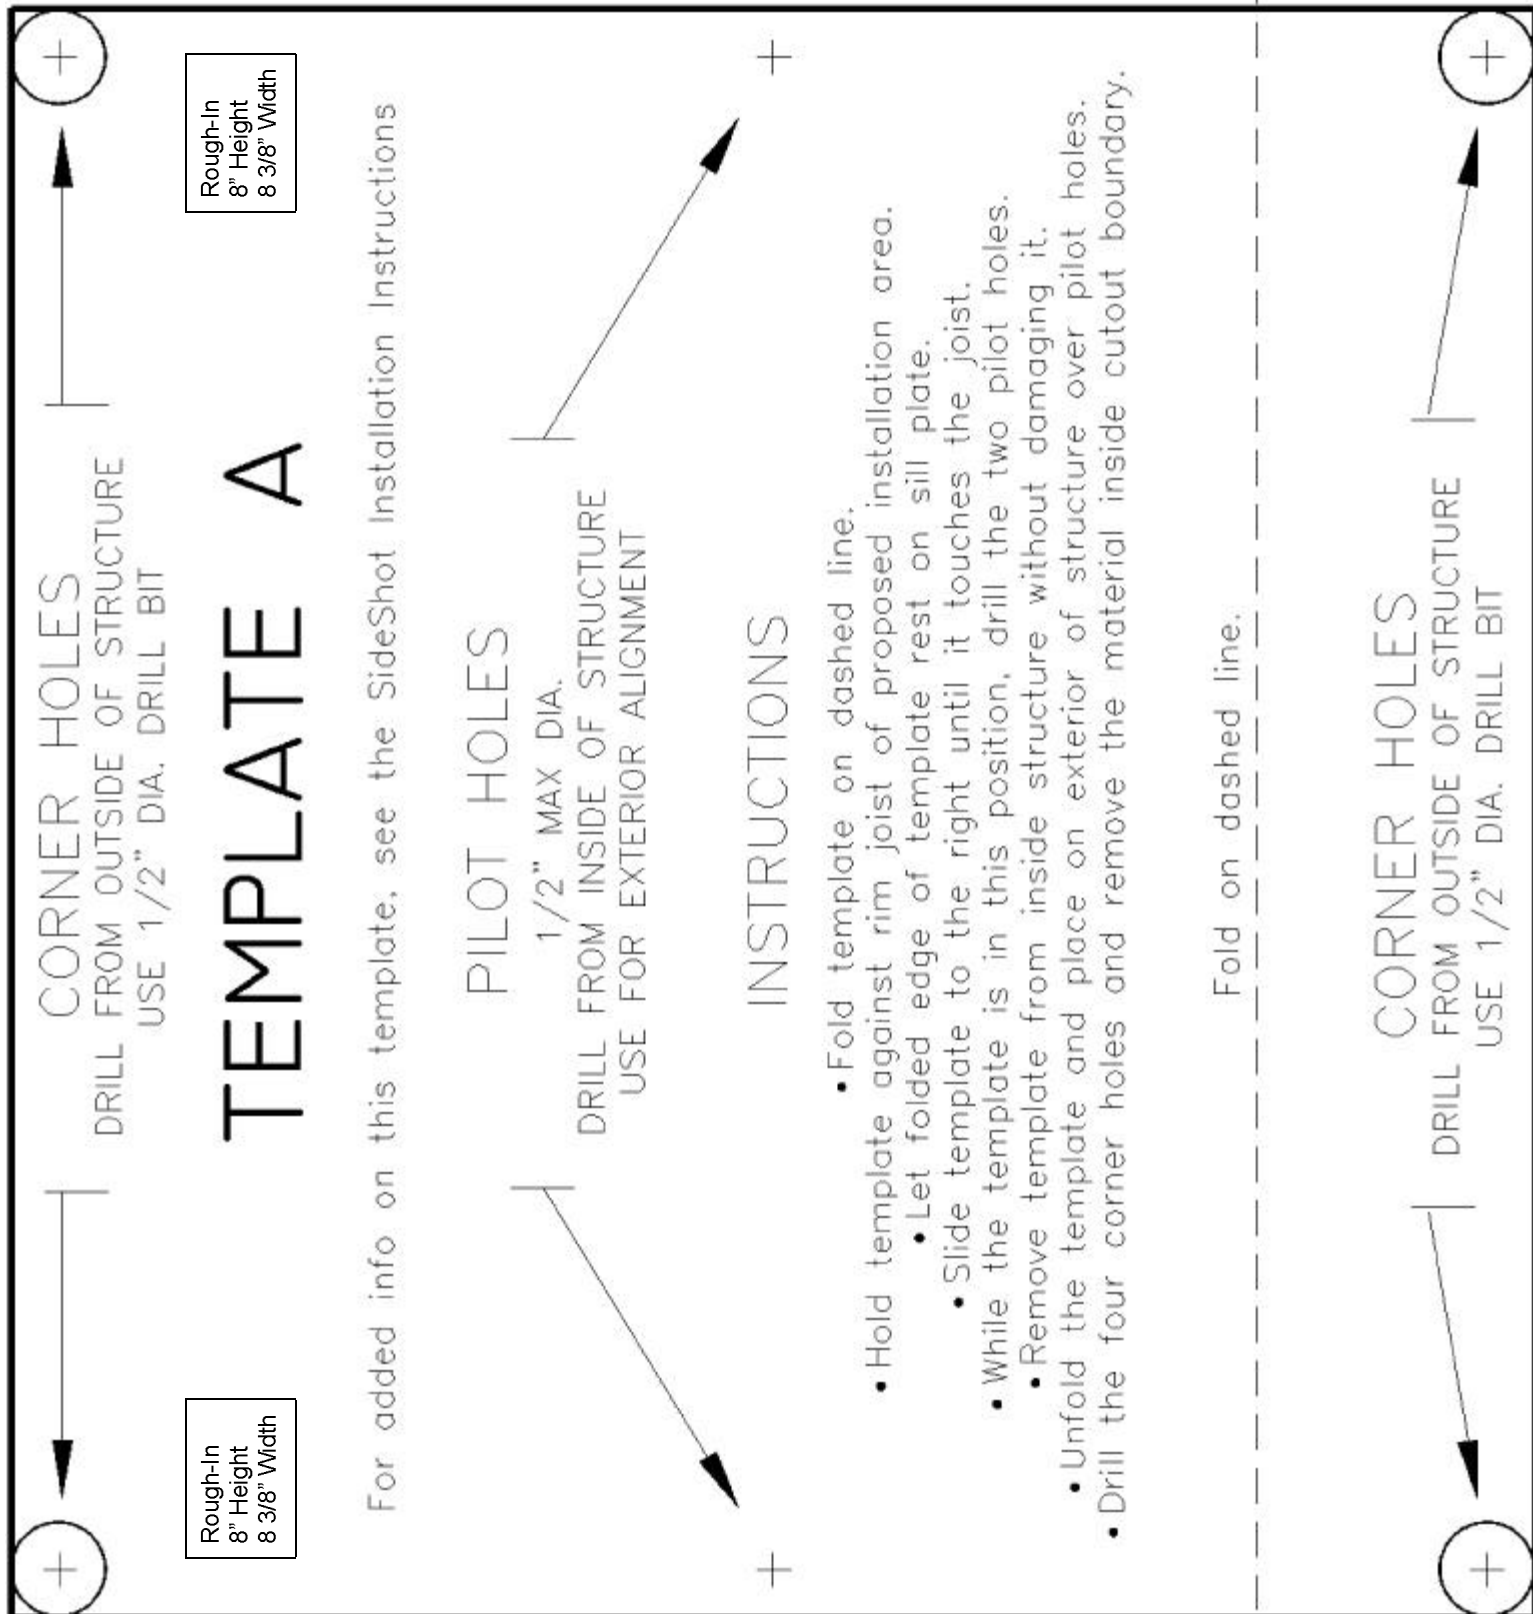 CORNER HOLES
DRILL FROM OUTSIDE OF STRUCTURE
USE 1/2" DIA. DRILL BIT
Rough-In
8" Height
8 3/8" Width
Rough-In
8" Height
8 3/8" Width
TEMPLATE A
For added info on this template, see the SideShot Installation Instructions
PILOT HOLES
1/2" MAX DIA.
DRILL FROM INSIDE OF STRUCTURE
USE FOR EXTERIOR ALIGNMENT
INSTRUCTIONS
• Fold template on dashed line.
• Hold template against rim joist of proposed installation area.
• Let folded edge of template rest on sill plate.
• Slide template to the right until it touches the joist.
• While the template is in this position, drill the two pilot holes.
• Remove template from inside structure without damaging it.
• Unfold the template and place on exterior of structure over pilot holes.
• Drill the four corner holes and remove the material inside cutout boundary.
Fold on dashed line.
CORNER HOLES
DRILL FROM OUTSIDE OF STRUCTURE
USE 1/2" DIA. DRILL BIT